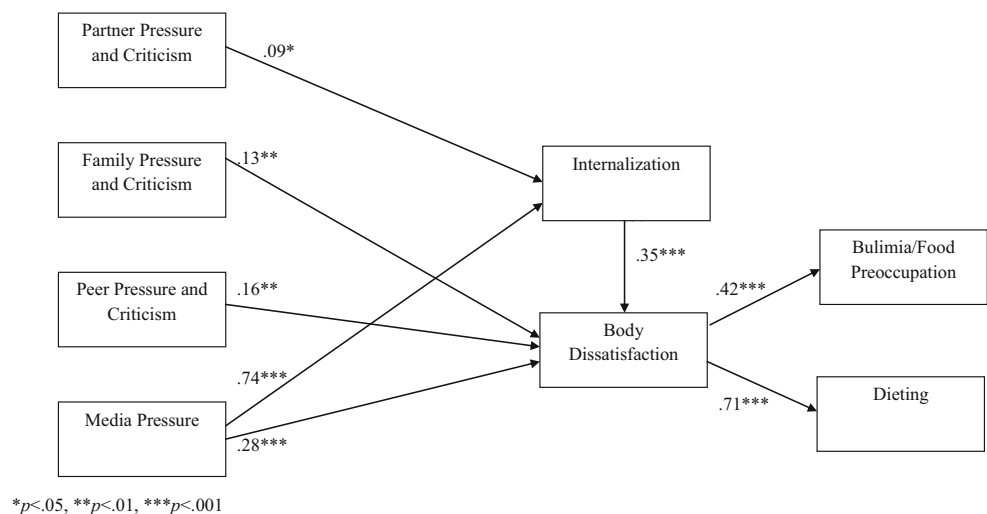 Partner Pressure
and Criticism
.09*
Family Pressure
and Criticism
.13**
Internalization
.35***
Bulimia/Food
Preoccupation
Peer Pressure and
Criticism
.16**
.42***
Body
Dissatisfaction
.74***
Media Pressure
.28***
.71***
Dieting
*p<.05, **p<.01, ***p<.001